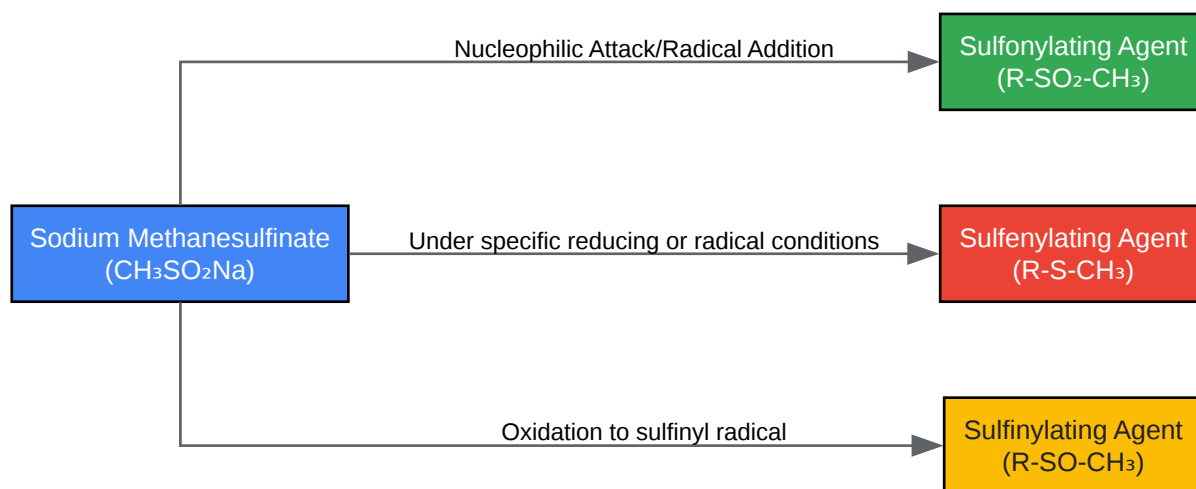 Nucleophilic Attack/Radical Addition
Sulfonylating Agent
(R-SO₂-CH₃)
Sodium Methanesulfinate
(CH₃SO₂Na)
Under specific reducing or radical conditions
Sulfenylating Agent
(R-S-CH₃)
Oxidation to sulfinyl radical
Sulfinylating Agent
(R-SO-CH₃)